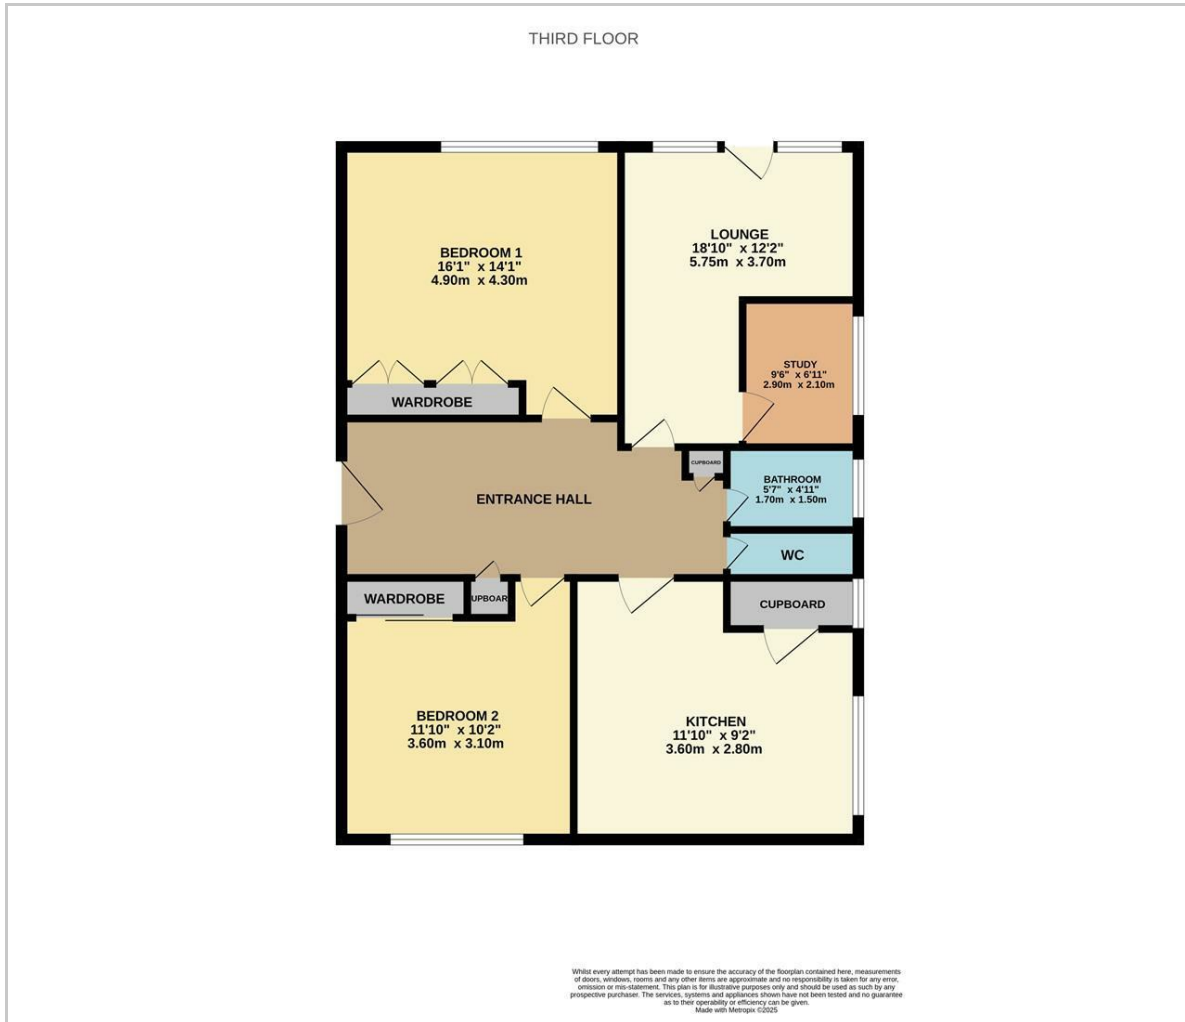 THIRD FLOOR
BEDROOM 1
16'1" x 14'1"
4.90m x 4.30m
LOUNGE
18'10" x 12'2"
5.75m x 3.70m
STUDY
9'6" x 6'11"
2.90m x 2.10m
WARDROBE
CUPBOARD
BATHROOM
5'7" x 4'11"
1.70m x 1.50m
ENTRANCE HALL
WC
WARDROBE
UPBOAR
CUPBOARD
BEDROOM 2
11'10" x 10'2"
3.60m x 3.10m
KITCHEN
11'10" x 9'2"
3.60m x 2.80m
Whilst every attempt has been made to ensure the accuracy of the floorplan contained here, measurements
of doors, windows, rooms and any other items are approximate and no responsibility is taken for any error,
omission or mis-statement. This plan is for illustrative purposes only and should be used as such by any
prospective purchaser. The services, systems and appliances shown have not been tested and no guarantee
as to their operability or efficiency can be given.
Made with Metropix ©2025